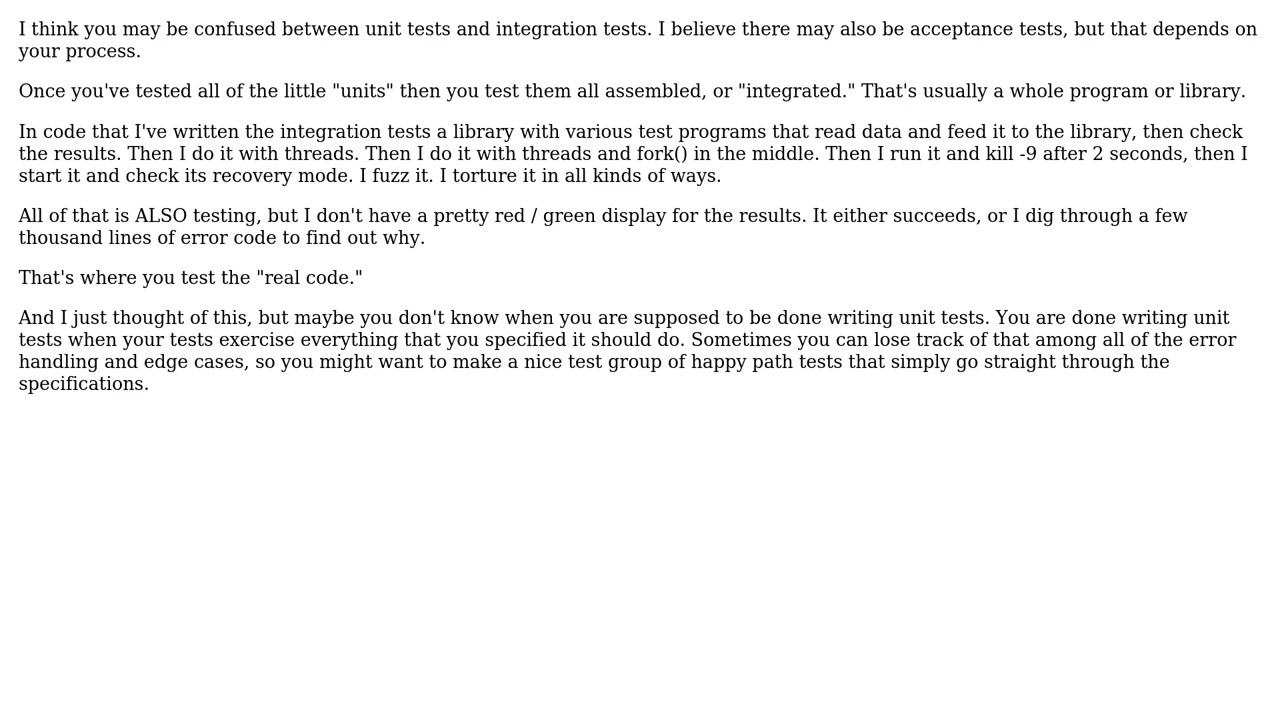 I think you may be confused between unit tests and integration tests. I believe there may also be acceptance tests, but that depends on
your process.
Once you've tested all of the little "units" then you test them all assembled, or "integrated." That's usually a whole program or library.
In code that I've written the integration tests a library with various test programs that read data and feed it to the library, then check
the results. Then I do it with threads. Then I do it with threads and fork() in the middle. Then I run it and kill -9 after 2 seconds, then I
start it and check its recovery mode. I fuzz it. I torture it in all kinds of ways.
All of that is ALSO testing, but I don't have a pretty red / green display for the results. It either succeeds, or I dig through a few
thousand lines of error code to find out why.
That's where you test the "real code."
And I just thought of this, but maybe you don't know when you are supposed to be done writing unit tests. You are done writing unit
tests when your tests exercise everything that you specified it should do. Sometimes you can lose track of that among all of the error
handling and edge cases, so you might want to make a nice test group of happy path tests that simply go straight through the
specifications.